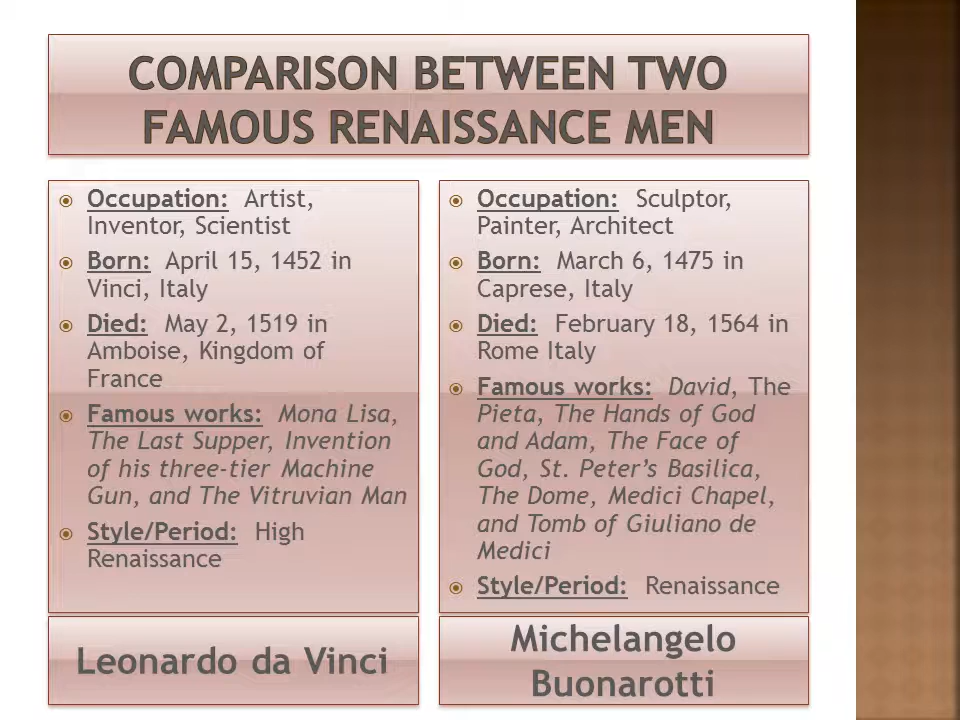 COMPARISON BETWEEN TWO
FAMOUS RENAISSANCE MEN
Occupation: Artist,
Inventor, Scientist
Born: April 15, 1452 in
Vinci, Italy
Died: May 2, 1519 in
Amboise, Kingdom of
France
Famous works: Mona Lisa,
The Last Supper, Invention
of his three-tier Machine
Gun, and The Vitruvian Man
Style/Period: High
Renaissance
Leonardo da Vinci
Occupation: Sculptor,
Painter, Architect
Born: March 6, 1475 in
Caprese, Italy
Died: February 18, 1564 in
Rome Italy
Famous works: David, The
Pieta, The Hands of God
and Adam, The Face of
God, St. Peter's Basilica,
The Dome, Medici Chapel,
and Tomb of Giuliano de
Medici
Style/Period: Renaissance
Michelangelo
Buonarotti